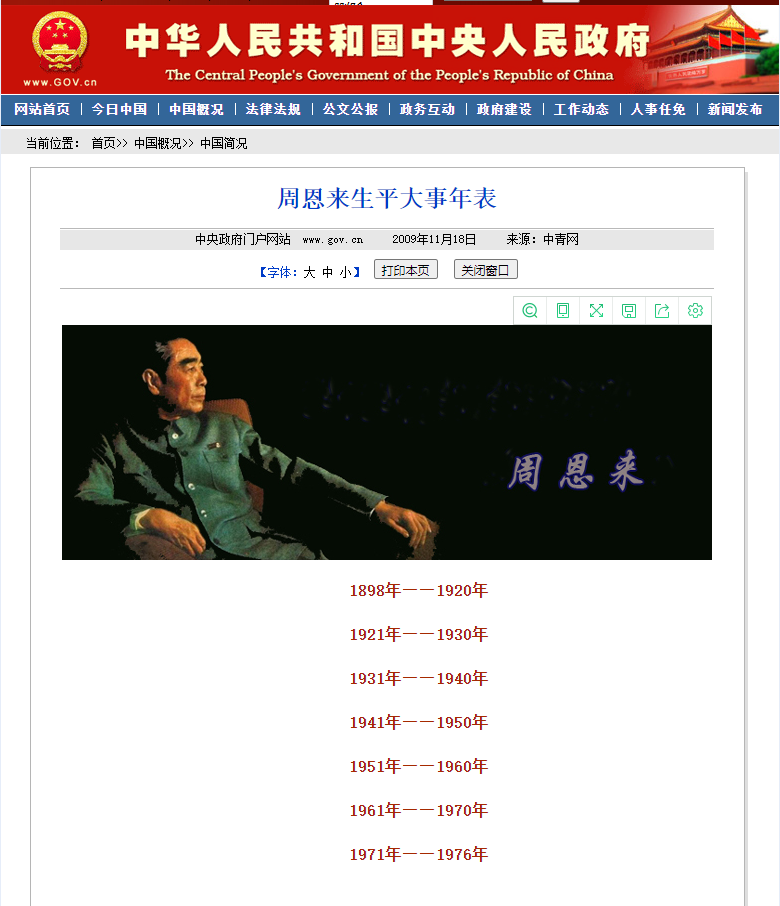 中华人民共和国中央人民政府
The Central People's Government of the People's Republic of China
www.GOV.cn
网站首页 | 今日中国 | 中国概况 | 法律法规 | 公文公报 | 政务互动 | 政府建设 | 工作动态 | 人事任免 | 新闻发布
当前位置： 首页>> 中国概况>> 中国简况
周恩来生平大事年表
中央政府门户网站 www.gov.cn 2009年11月18日 来源：中青网
【字体：大 中 小】 打印本页 关闭窗口
周恩来
1898年——1920年
1921年——1930年
1931年——1940年
1941年——1950年
1951年——1960年
1961年——1970年
1971年——1976年